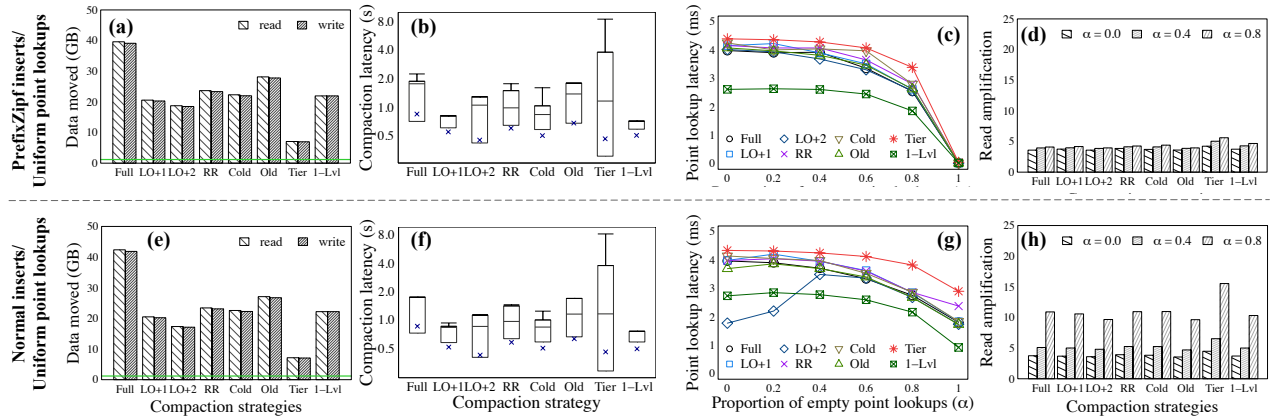 PrefixZipf inserts/
Uniform point lookups
(a)
read
write
Data moved (GB)
50
40
30
20
10
0
Full LO+1 LO+2 RR Cold Old Tier 1−Lvl
(b)
Compaction latency (s)
8.0
2.0
1.0
0.5
Full LO+1 LO+2 RR Cold Old Tier 1−Lvl
(c)
Point lookup latency (ms)
5
4
3
2
1
0
Full LO+2 Cold Tier
LO+1 RR Old 1−Lvl
0 0.2 0.4 0.6 0.8 1
(d)
α = 0.0 α = 0.4 α = 0.8
Read amplification
25
20
15
10
5
0
Full LO+1 LO+2 RR Cold Old Tier 1−Lvl
Normal inserts/
Uniform point lookups
(e)
read
write
Data moved (GB)
50
40
30
20
10
0
Full LO+1 LO+2 RR Cold Old Tier 1−Lvl
Compaction strategies
(f)
Compaction latency (s)
8.0
2.0
1.0
0.5
Full LO+1 LO+2 RR Cold Old Tier 1−Lvl
Compaction strategy
(g)
Point lookup latency (ms)
5
4
3
2
1
0
Full LO+2 Cold Tier
LO+1 RR Old 1−Lvl
0 0.2 0.4 0.6 0.8 1
Proportion of empty point lookups (α)
(h)
α = 0.0 α = 0.4 α = 0.8
Read amplification
25
20
15
10
5
0
Full LO+1 LO+2 RR Cold Old Tier 1−Lvl
Compaction strategies